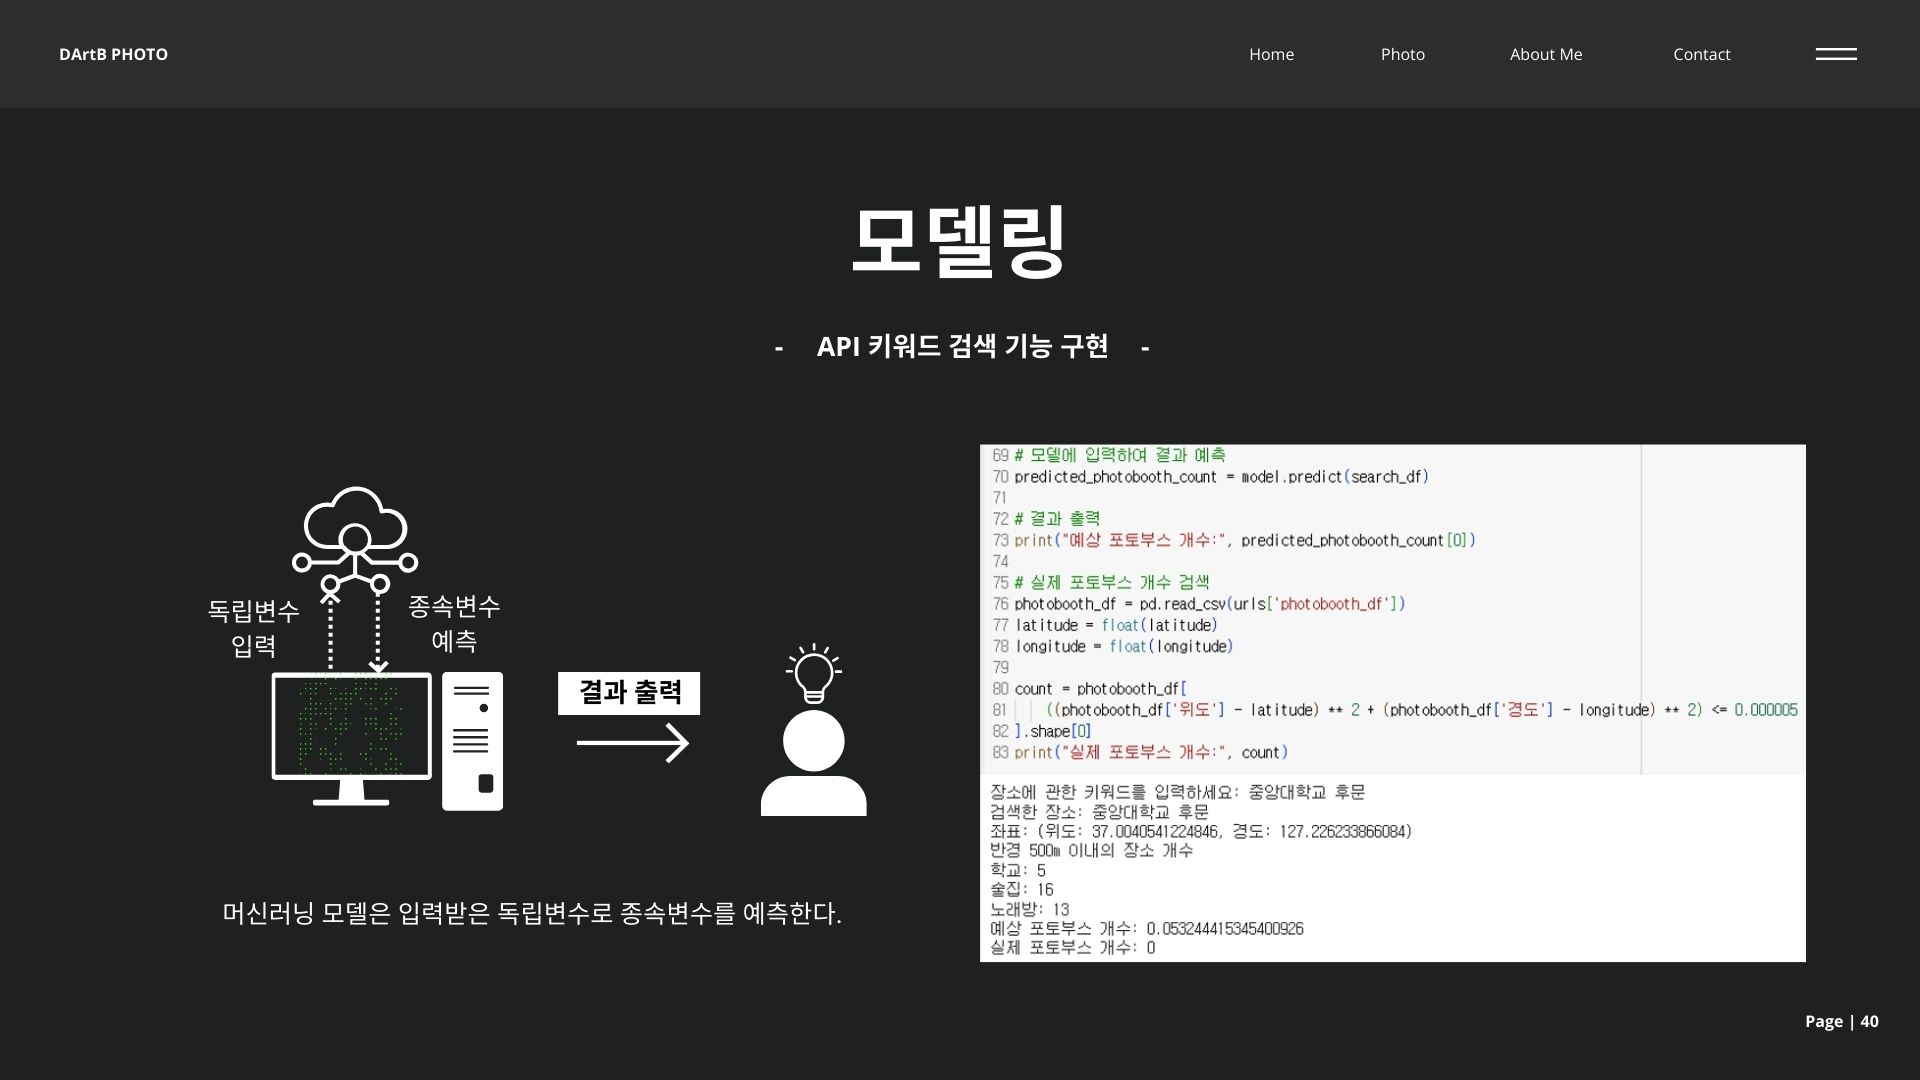 DArtB PHOTO
Home
Photo
About Me
Contact
모델링
- API 키워드 검색 기능 구현 -
독립변수
입력
종속변수
예측
결과 출력
머신러닝 모델은 입력받은 독립변수로 종속변수를 예측한다.
69 # 모델에 입력하여 결과 예측
70 predicted_photobooth_count = model.predict(search_df)
71
72 # 결과 출력
73 print("예상 포토부스 개수:", predicted_photobooth_count[0])
74
75 # 실제 포토부스 개수 검색
76 photobooth_df = pd.read_csv(urls['photobooth_df'])
77 latitude = float(latitude)
78 longitude = float(longitude)
79
80 count = photobooth_df[
81 ((photobooth_df['위도'] - latitude) ** 2 + (photobooth_df['경도'] - longitude) ** 2) <= 0.000005
82 ].shape[0]
83 print("실제 포토부스 개수:", count)
장소에 관한 키워드를 입력하세요: 중앙대학교 후문
검색한 장소: 중앙대학교 후문
좌표: (위도: 37.0040541224846, 경도: 127.226233866084)
반경 500m 이내의 장소 개수
학교: 5
술집: 16
노래방: 13
예상 포토부스 개수: 0.053244415345400926
실제 포토부스 개수: 0
Page | 40